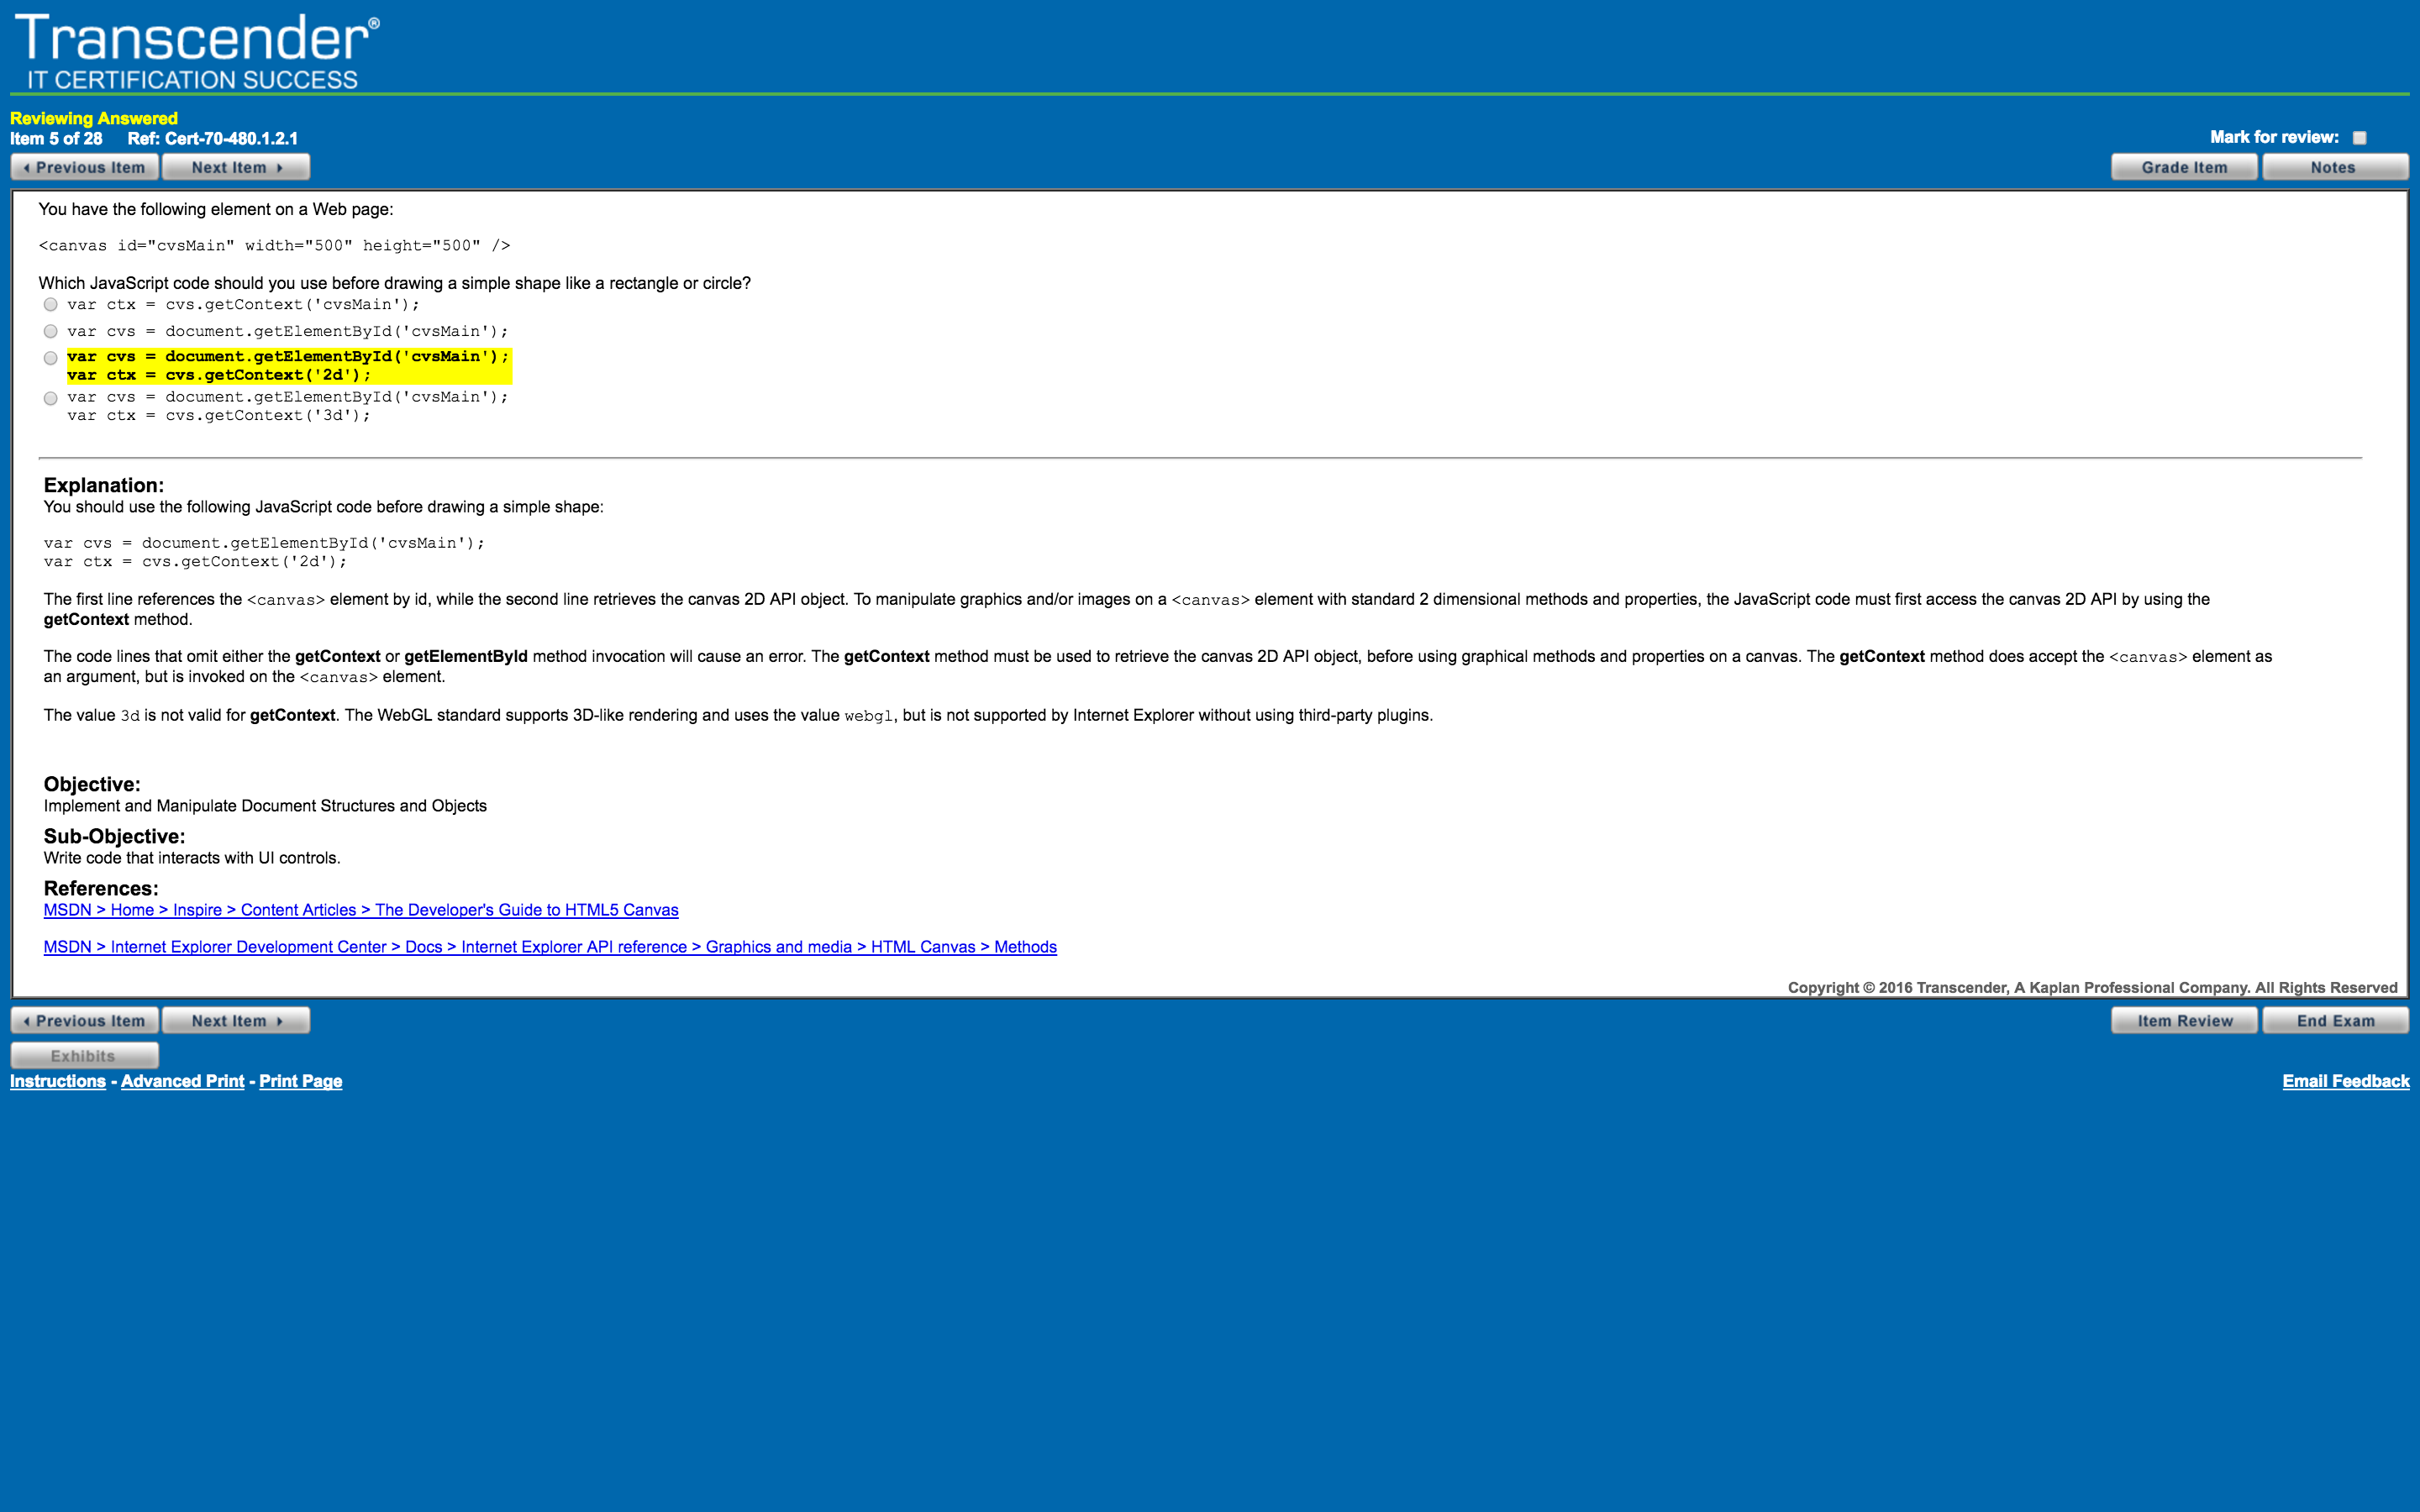 Transcender®
IT CERTIFICATION SUCCESS
Reviewing Answered
Item 5 of 28 Ref: Cert-70-480.1.2.1
Mark for review:
Previous Item Next Item
Grade Item Notes
You have the following element on a Web page:
<canvas id="cvsMain" width="500" height="500" />
Which JavaScript code should you use before drawing a simple shape like a rectangle or circle?
var ctx = cvs.getContext('cvsMain');
var cvs = document.getElementById('cvsMain');
var cvs = document.getElementById('cvsMain');
var ctx = cvs.getContext('2d');
var cvs = document.getElementById('cvsMain');
var ctx = cvs.getContext('3d');
Explanation:
You should use the following JavaScript code before drawing a simple shape:
var cvs = document.getElementById('cvsMain');
var ctx = cvs.getContext('2d');
The first line references the <canvas> element by id, while the second line retrieves the canvas 2D API object. To manipulate graphics and/or images on a <canvas> element with standard 2 dimensional methods and properties, the JavaScript code must first access the canvas 2D API by using the
getContext method.
The code lines that omit either the getContext or getElementById method invocation will cause an error. The getContext method must be used to retrieve the canvas 2D API object, before using graphical methods and properties on a canvas. The getContext method does accept the <canvas> element as
an argument, but is invoked on the <canvas> element.
The value 3d is not valid for getContext. The WebGL standard supports 3D-like rendering and uses the value webgl, but is not supported by Internet Explorer without using third-party plugins.
Objective:
Implement and Manipulate Document Structures and Objects
Sub-Objective:
Write code that interacts with UI controls.
References:
MSDN > Home > Inspire > Content Articles > The Developer's Guide to HTML5 Canvas
MSDN > Internet Explorer Development Center > Docs > Internet Explorer API reference > Graphics and media > HTML Canvas > Methods
Copyright © 2016 Transcender, A Kaplan Professional Company. All Rights Reserved
Previous Item Next Item
Item Review End Exam
Exhibits
Instructions - Advanced Print - Print Page
Email Feedback